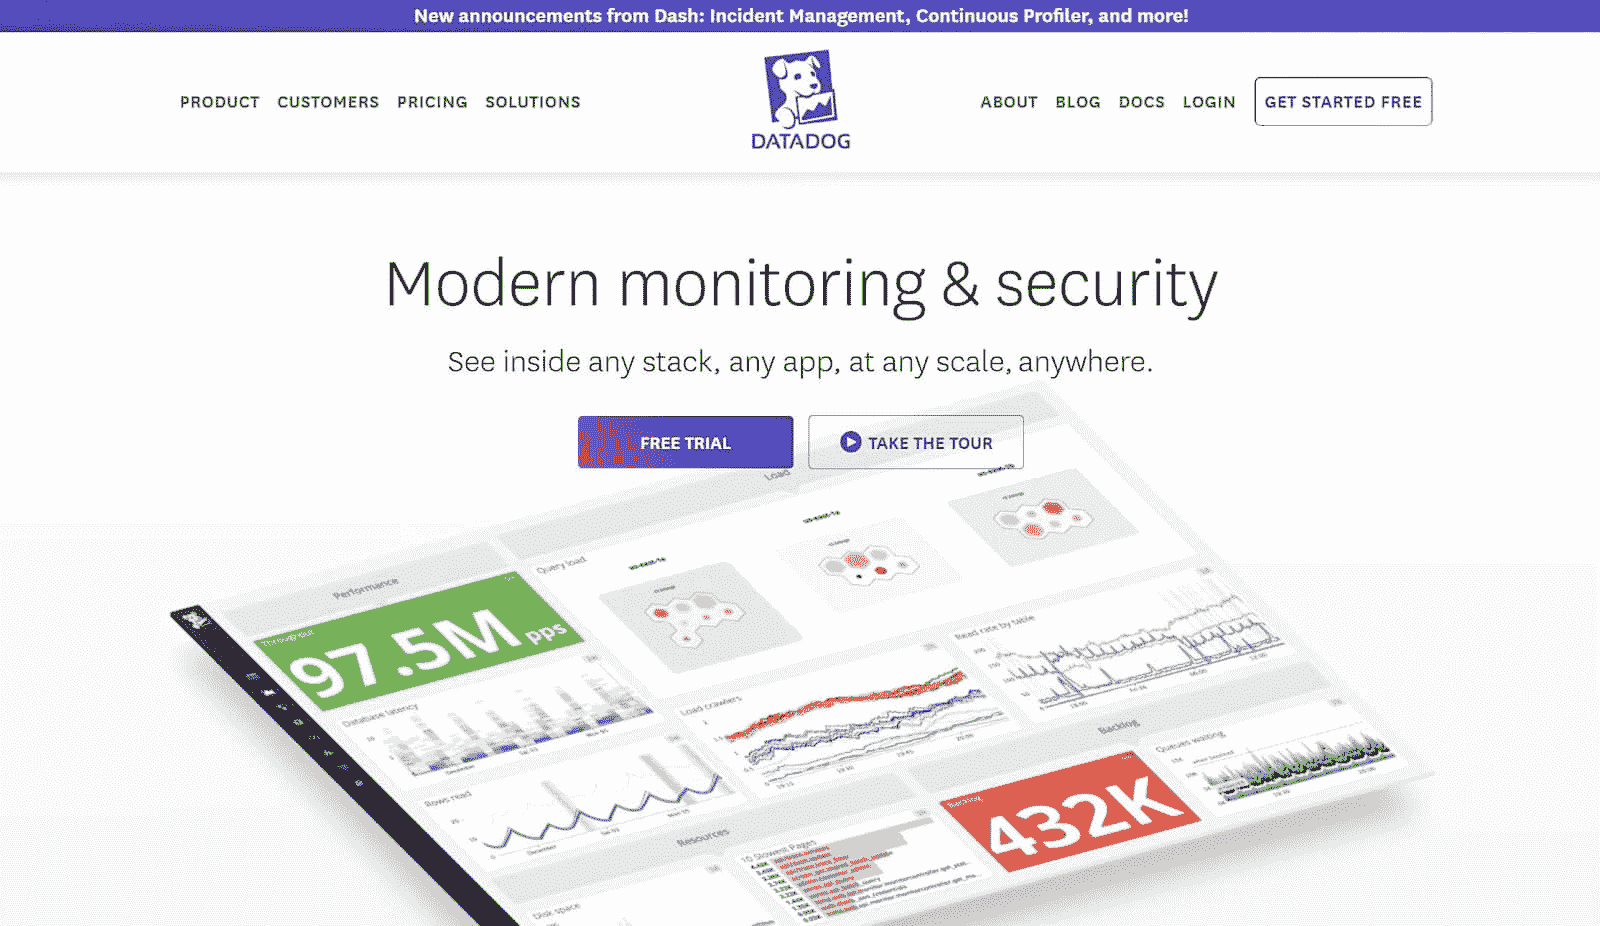 New announcements from Dash: Incident Management, Continuous Profiler, and more!
PRODUCT CUSTOMERS PRICING SOLUTIONS
DATADOG
ABOUT BLOG DOCS LOGIN GET STARTED FREE
Modern monitoring & security
See inside any stack, any app, at any scale, anywhere.
FREE TRIAL
TAKE THE TOUR
Load
Performance
Query load
Throughput
97.5M pps
Read rate by table
Database latency
Load crawlers
Rows read
Backlog
Queues waiting
Backlog
432K
Resources
10 Slowest Pages
Disk space